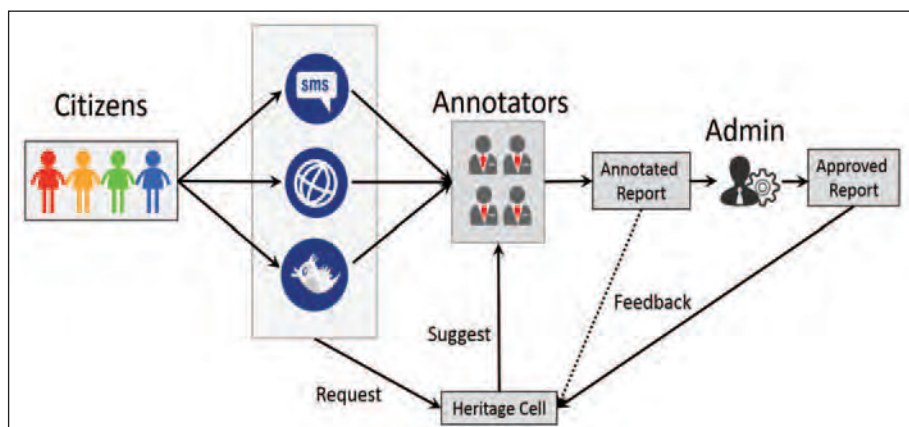 Citizens
sms
Annotators
Admin
Annotated
Report
Approved
Report
Feedback
Suggest
Request
Heritage Cell